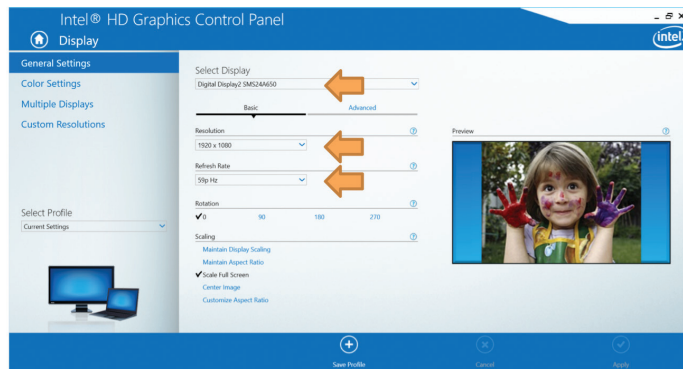 Intel® HD Graphics Control Panel
Display
intel
General Settings
Color Settings
Multiple Displays
Custom Resolutions
Select Profile
Current Settings
Select Display
Digital Display2 SMS24A650
Basic Advanced
Resolution ?
1920 x 1080
Refresh Rate ?
59p Hz
Rotation ?
✔0 90 180 270
Scaling ?
Maintain Display Scaling
Maintain Aspect Ratio
✔Scale Full Screen
Center Image
Customize Aspect Ratio
Preview ?
Save Profile Cancel Apply